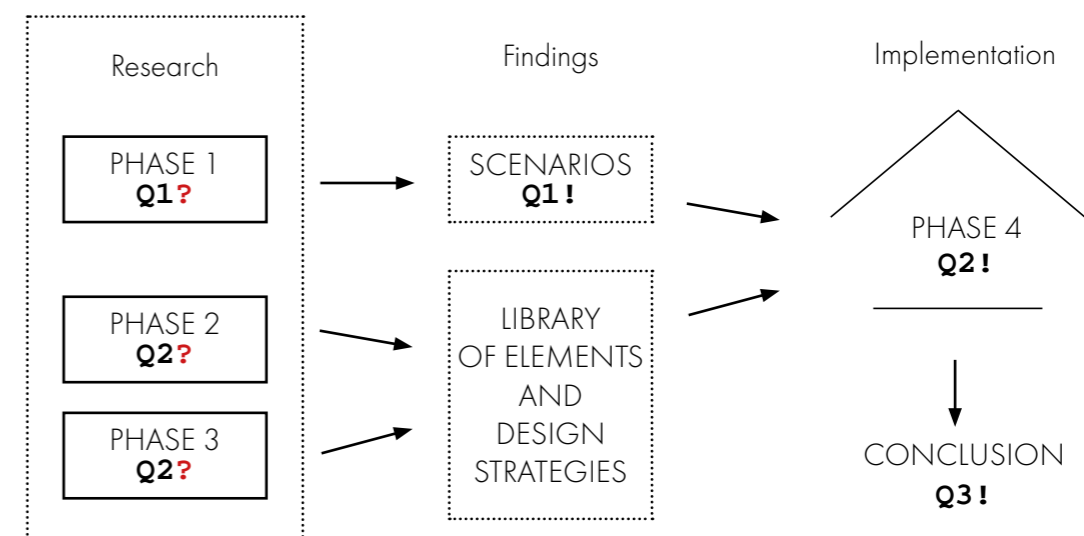 Research
PHASE 1
Q1?
PHASE 2
Q2?
PHASE 3
Q2?
Findings
SCENARIOS
Q1!
LIBRARY
OF ELEMENTS
AND
DESIGN
STRATEGIES
Implementation
PHASE 4
Q2!
CONCLUSION
Q3!